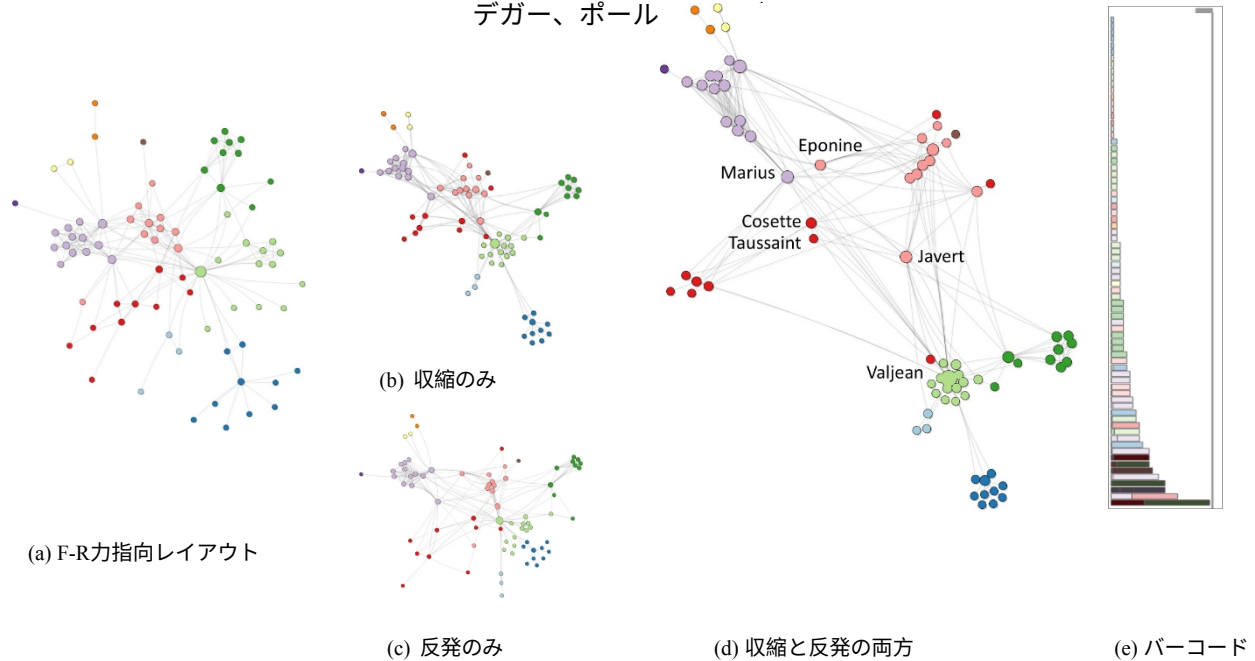 デガー、ポール
Eponine
Marius
Cosette
Taussaint
Javert
Valjean
(b) 収縮のみ
(a) F-R力指向レイアウト
(c) 反発のみ
(d) 収縮と反発の両方
(e) バーコード